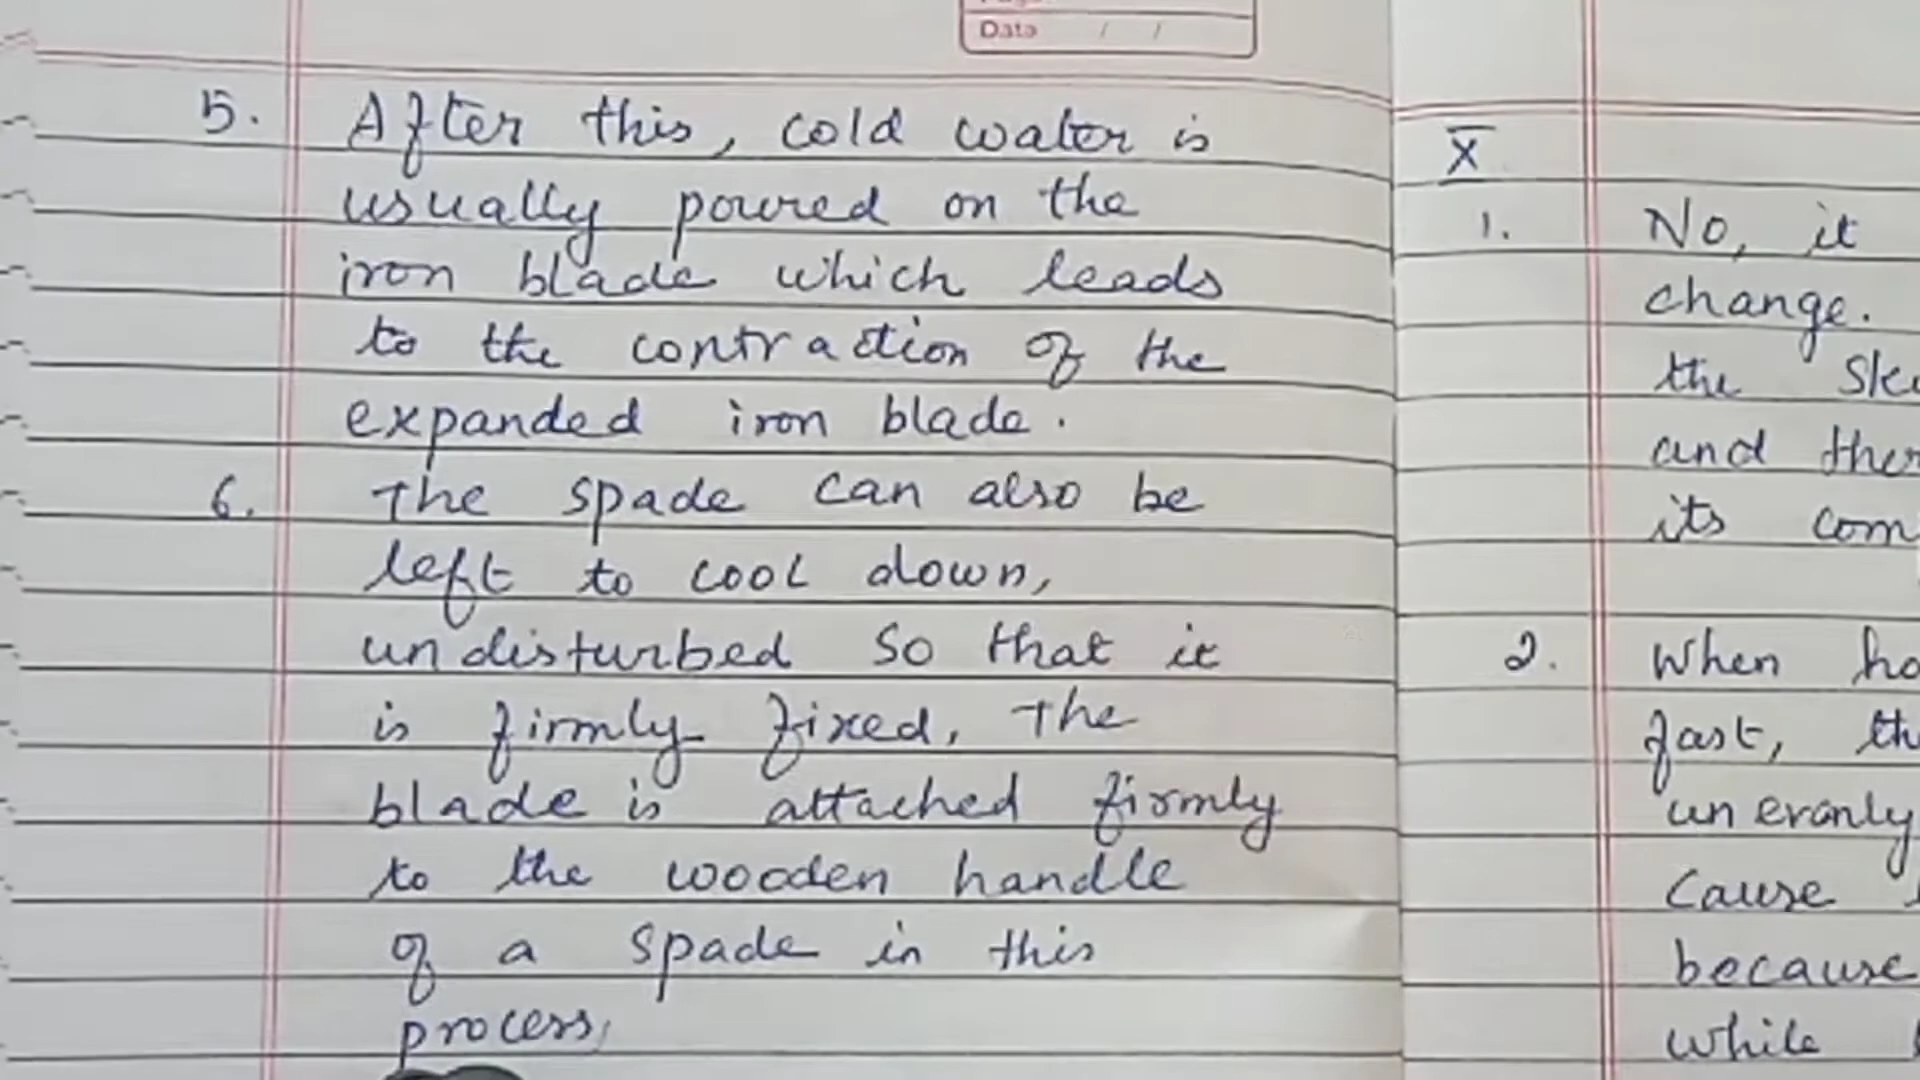 Data / /
5. After this, cold water is
usually poured on the
iron blade which leads
to the contraction of the
expanded iron blade.
6. The spade can also be
left to cool down,
undisturbed so that it
is firmly fixed, The
blade is attached firmly
to the wooden handle
of a spade in this
process,
X
1. No, it
change.
the
and
its
2. When
fast,
unevanly
cause
because
while